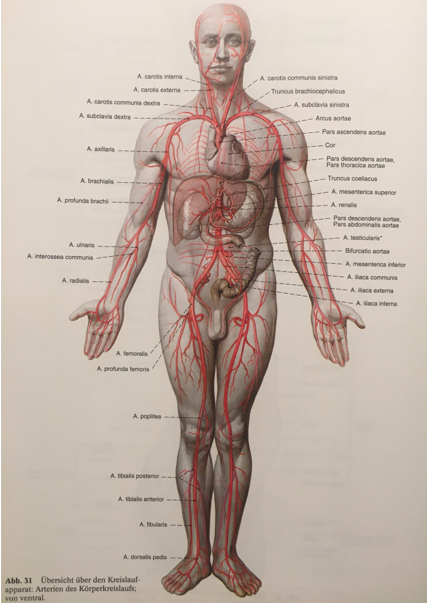 A. carotis interna
A. carotis externa
A. carotis communis dextra
A. subclavia dextra
A. axillaris
A. brachialis
A. profunda brachii
A. ulnaris
A. interossea communis
A. radialis
A. femoralis
A. profunda femoris
A. poplitea
A. tibialis posterior
A. tibialis anterior
A. fibularis
A. dorsalis pedis
A. carotis communis sinistra
Truncus brachiocephalicus
A. subclavia sinistra
Arcus aortae
Pars ascendens aortae
Cor
Pars descendens aortae,
Pars thoracica aortae
Truncus coeliacus
A. mesenterica superior
A. renalis
Pars descendens aortae,
Pars abdominalis aortae
A. testicularis*
Bifurcatio aortae
A. mesenterica inferior
A. iliaca communis
A. iliaca externa
A. iliaca interna
Abb. 31 Übersicht über den Kreislauf-
apparat: Arterien des Körperkreislaufs;
von ventral.